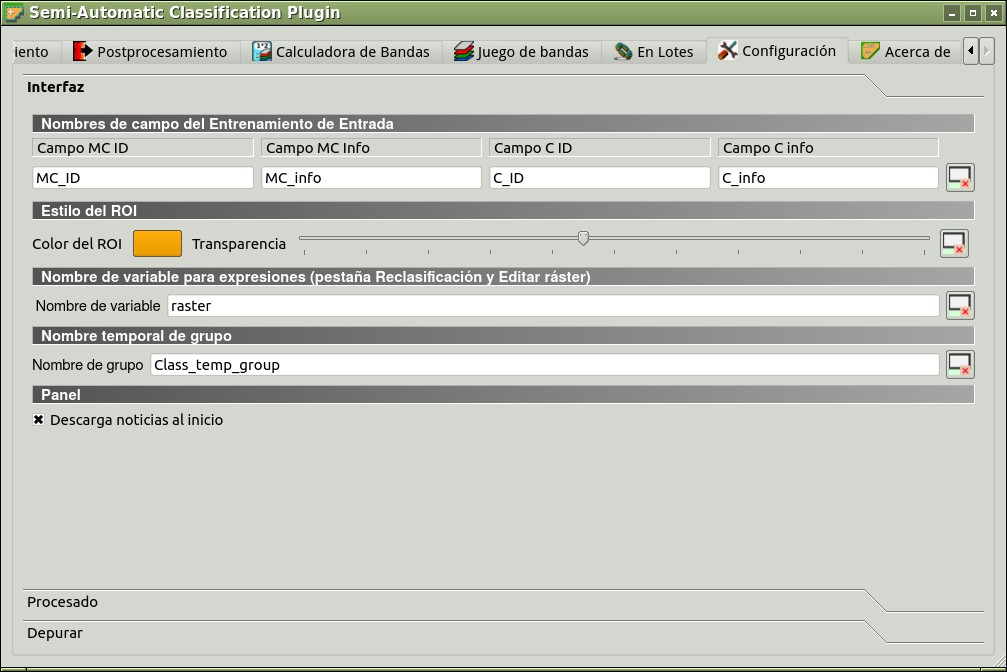 Semi-Automatic Classification Plugin
iento Postprocesamiento Calculadora de Bandas Juego de bandas En Lotes Configuración Acerca de
Interfaz
Nombres de campo del Entrenamiento de Entrada
Campo MC ID Campo MC Info Campo C ID Campo C info
MC_ID MC_info C_ID C_info
Estilo del ROI
Color del ROI Transparencia
Nombre de variable para expresiones (pestaña Reclasificación y Editar ráster)
Nombre de variable raster
Nombre temporal de grupo
Nombre de grupo Class_temp_group
Panel
Descarga noticias al inicio
Procesado
Depurar